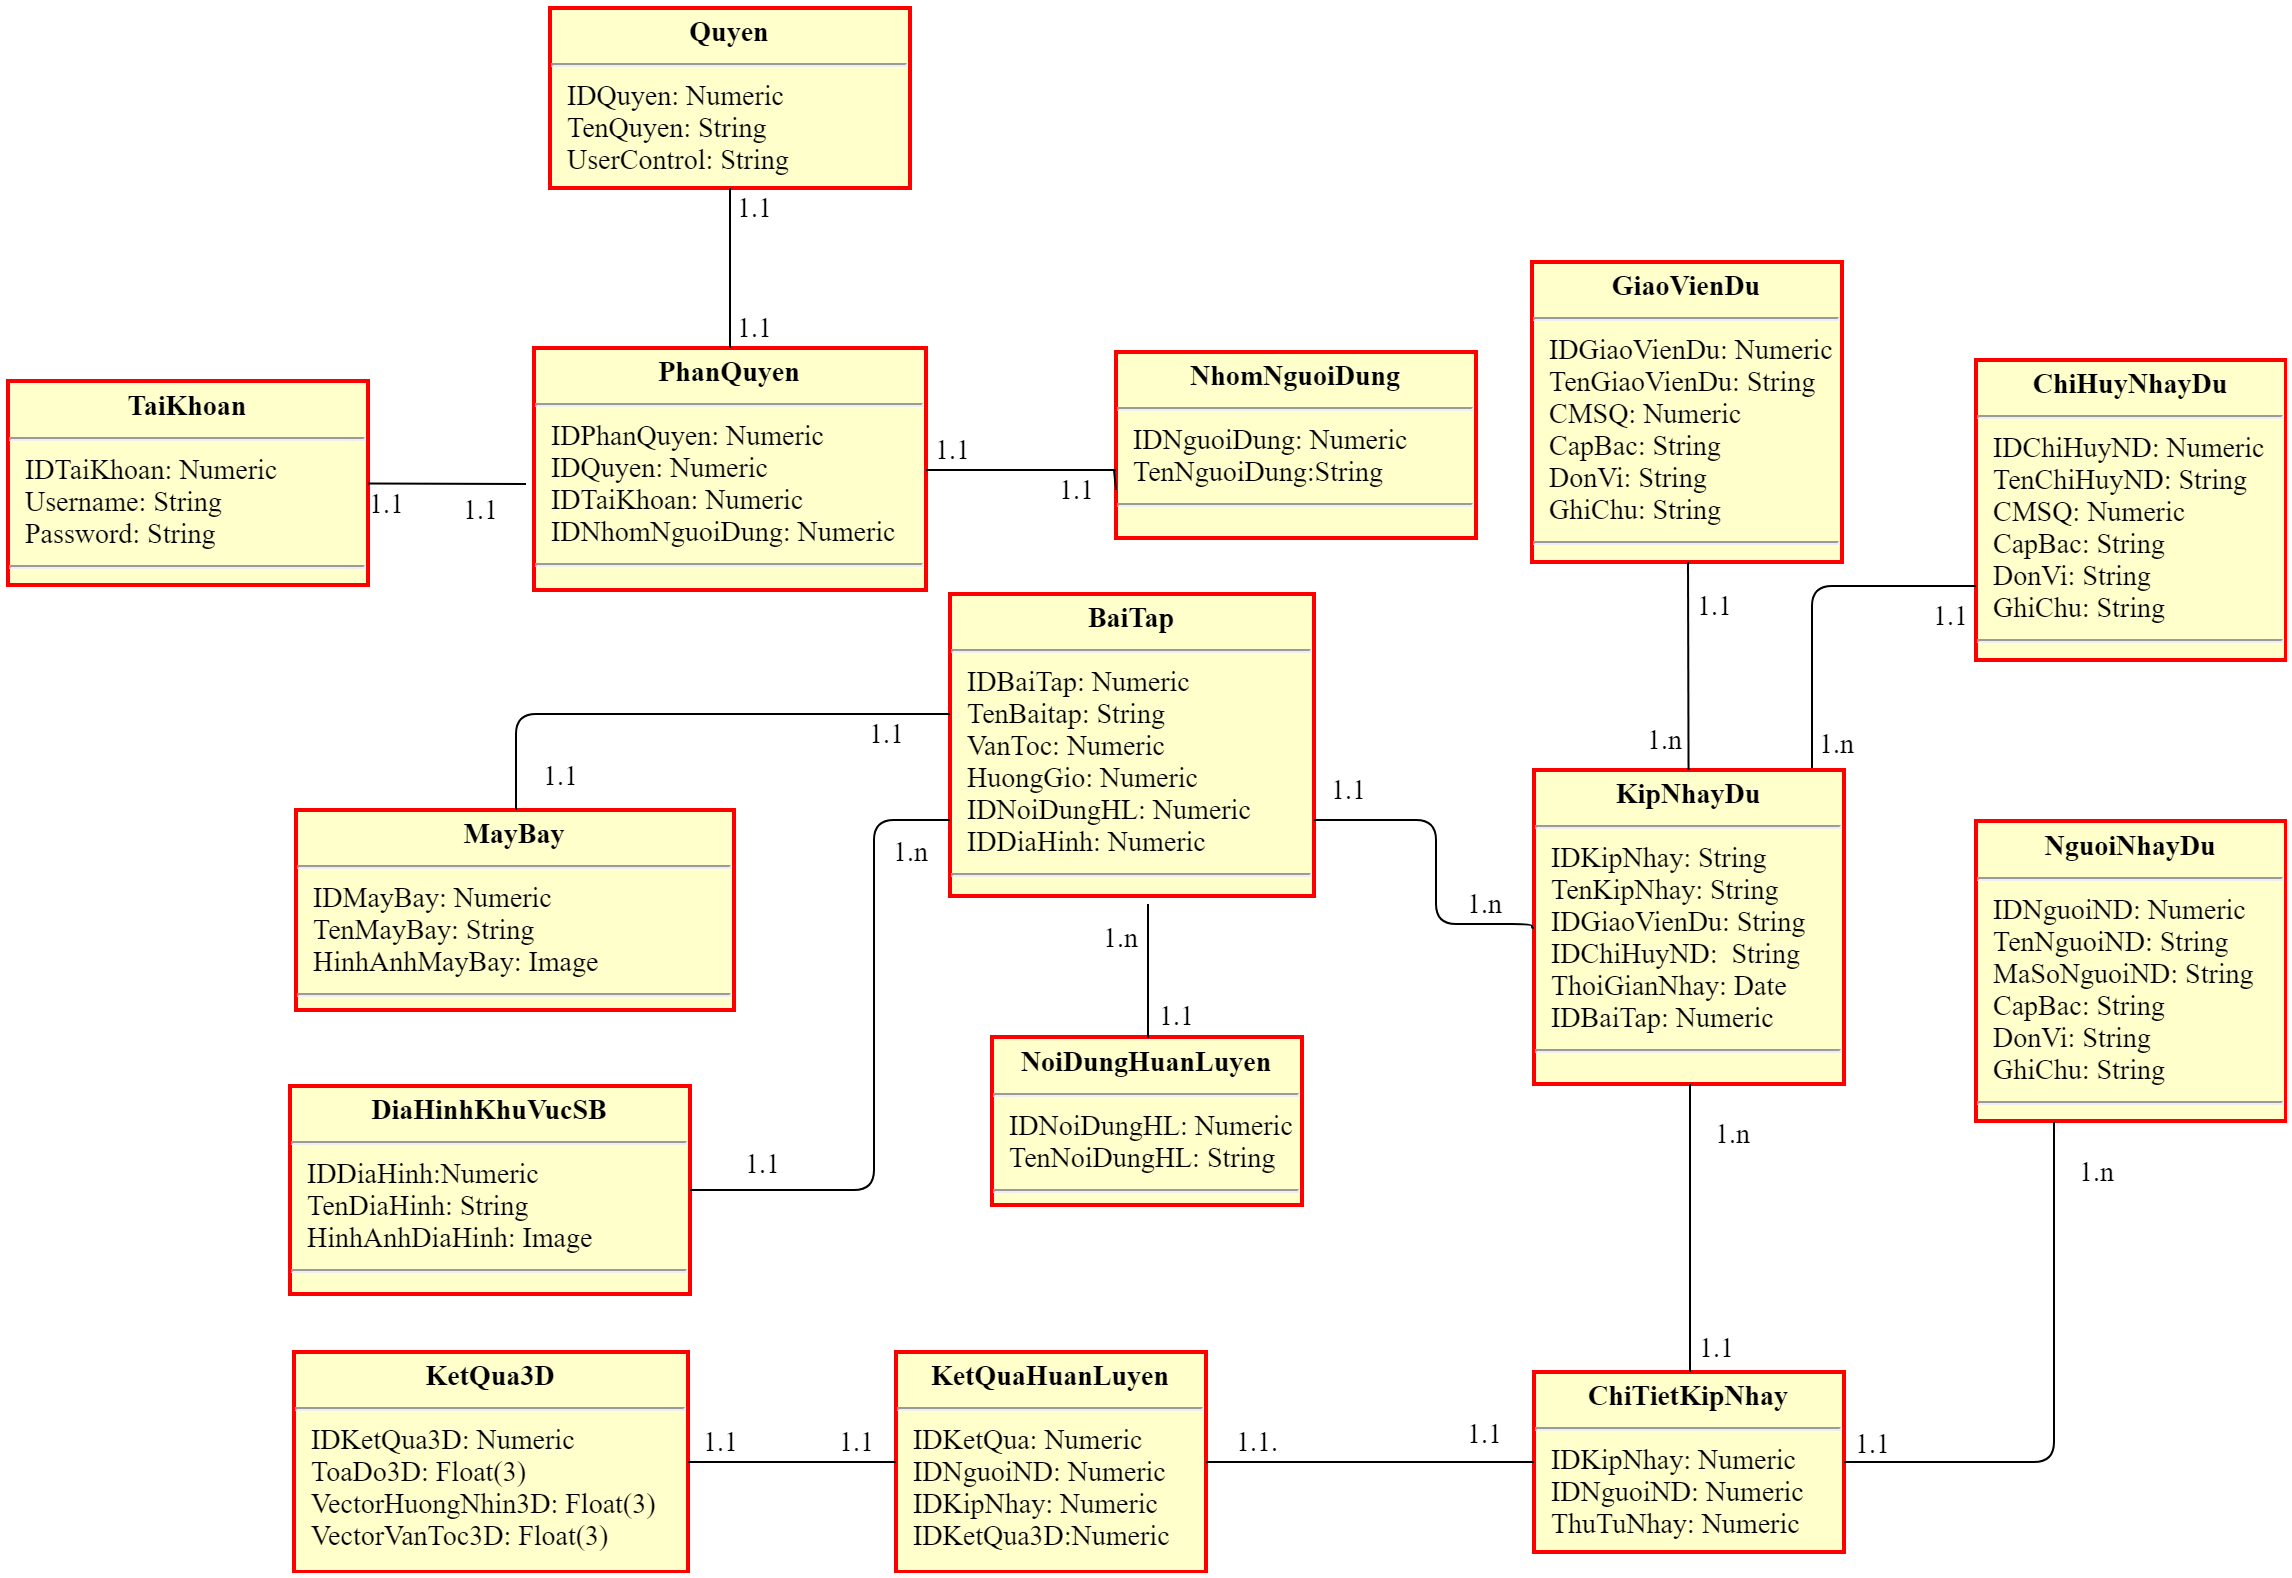 Quyen
IDQuyen: Numeric
TenQuyen: String
UserControl: String
1.1
1.1
TaiKhoan
IDTaiKhoan: Numeric
Username: String
Password: String
1.1
1.1
PhanQuyen
IDPhanQuyen: Numeric
IDQuyen: Numeric
IDTaiKhoan: Numeric
IDNhomNguoiDung: Numeric
1.1
1.1
NhomNguoiDung
IDNguoiDung: Numeric
TenNguoiDung:String
GiaoVienDu
IDGiaoVienDu: Numeric
TenGiaoVienDu: String
CMSQ: Numeric
CapBac: String
DonVi: String
GhiChu: String
1.1
1.n
ChiHuyNhayDu
IDChiHuyND: Numeric
TenChiHuyND: String
CMSQ: Numeric
CapBac: String
DonVi: String
GhiChu: String
1.1
1.n
BaiTap
IDBaiTap: Numeric
TenBaitap: String
VanToc: Numeric
HuongGio: Numeric
IDNoiDungHL: Numeric
IDDiaHinh: Numeric
1.1
1.1
1.n
1.1
1.n
1.n
1.1
1.1
MayBay
IDMayBay: Numeric
TenMayBay: String
HinhAnhMayBay: Image
KipNhayDu
IDKipNhay: String
TenKipNhay: String
IDGiaoVienDu: String
IDChiHuyND:  String
ThoiGianNhay: Date
IDBaiTap: Numeric
1.n
1.1
NguoiNhayDu
IDNguoiND: Numeric
TenNguoiND: String
MaSoNguoiND: String
CapBac: String
DonVi: String
GhiChu: String
1.n
1.1
NoiDungHuanLuyen
IDNoiDungHL: Numeric
TenNoiDungHL: String
DiaHinhKhuVucSB
IDDiaHinh:Numeric
TenDiaHinh: String
HinhAnhDiaHinh: Image
KetQua3D
IDKetQua3D: Numeric
ToaDo3D: Float(3)
VectorHuongNhin3D: Float(3)
VectorVanToc3D: Float(3)
1.1
1.1
KetQuaHuanLuyen
IDKetQua: Numeric
IDNguoiND: Numeric
IDKipNhay: Numeric
IDKetQua3D:Numeric
1.1.
1.1
ChiTietKipNhay
IDKipNhay: Numeric
IDNguoiND: Numeric
ThuTuNhay: Numeric